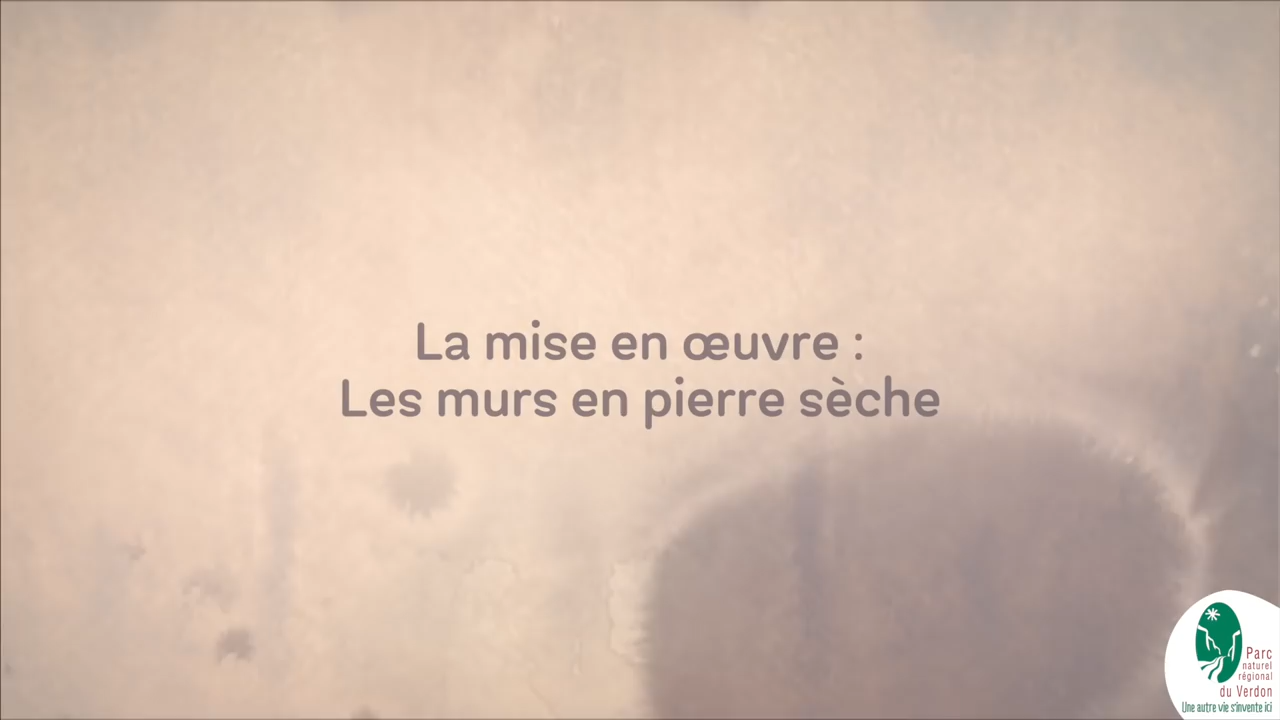 La mise en œuvre :
Les murs en pierre sèche
Parc
naturel
régional
du Verdon
Une autre vie s'invente ici